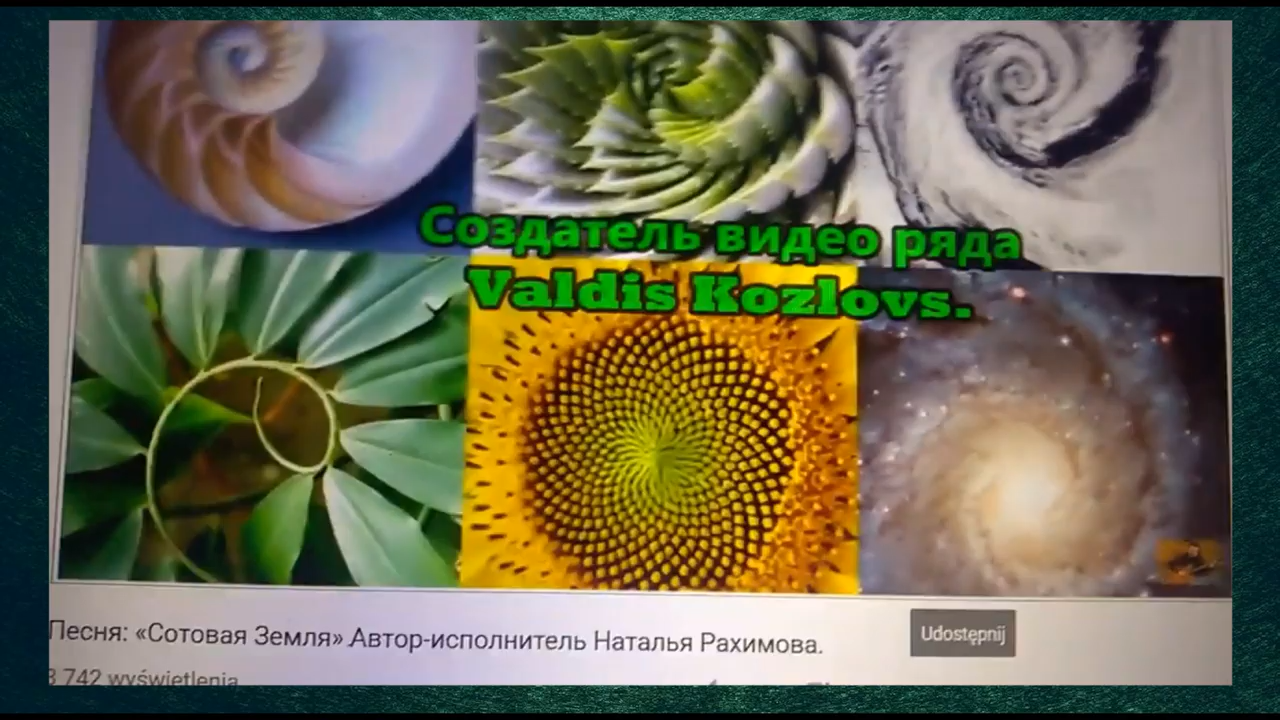 Создатель видео ряда
Valdis Kozlovs.
Песня: «Сотовая Земля».Автор-исполнитель Наталья Рахимова.
Udostępnij
3 742 wyświetlenia